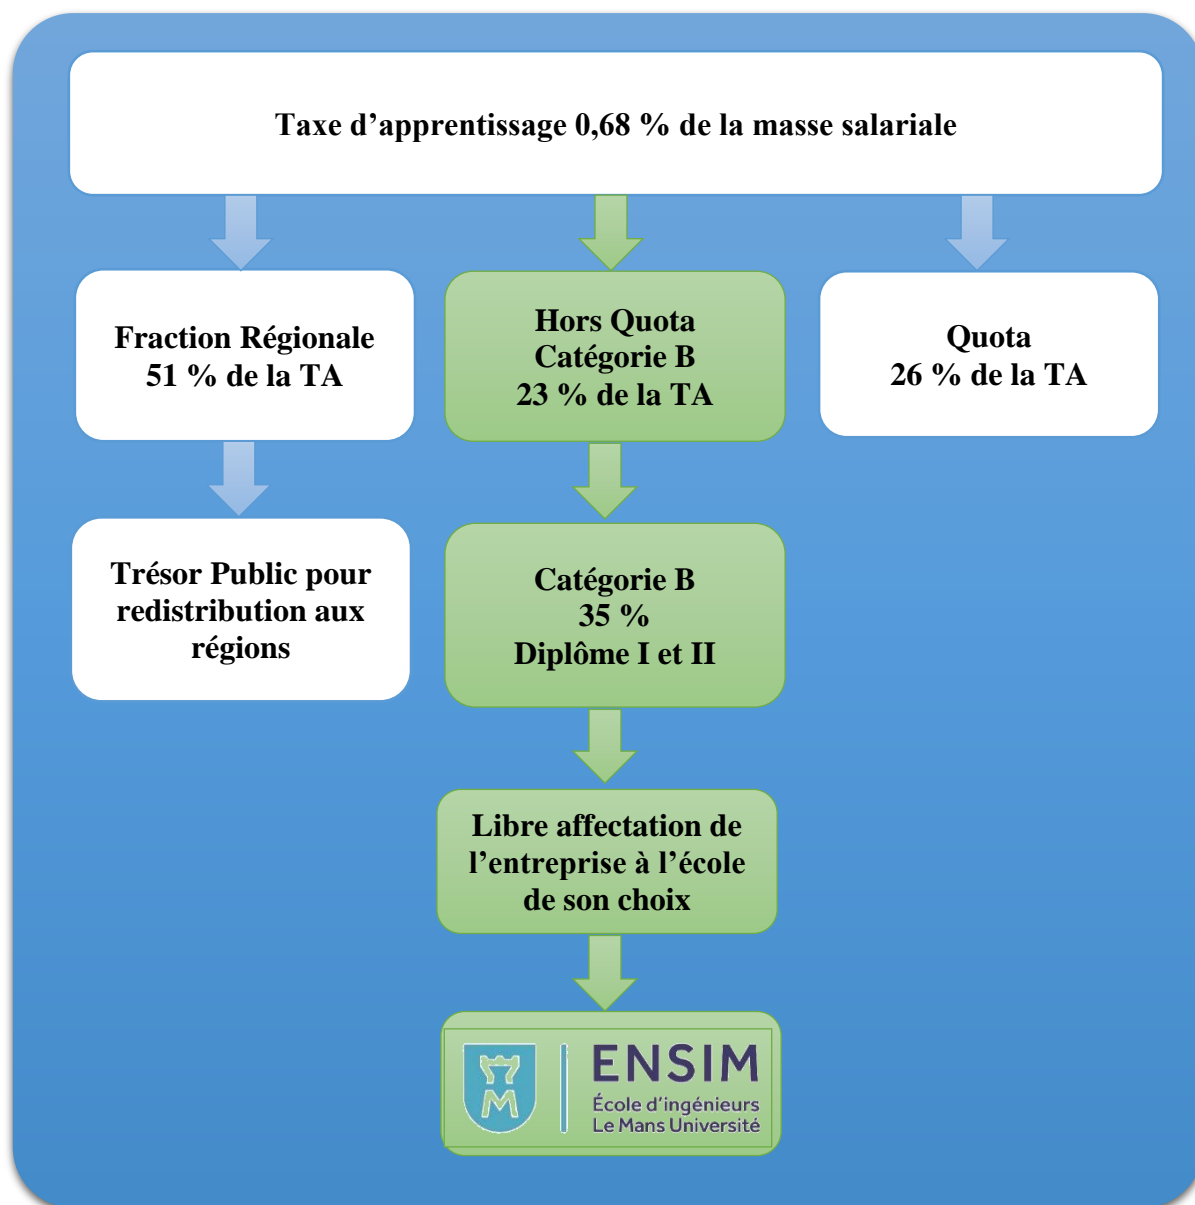 Taxe d’apprentissage 0,68 % de la masse salariale
Fraction Régionale
51 % de la TA
Hors Quota
Catégorie B
23 % de la TA
Quota
26 % de la TA
Trésor Public pour
redistribution aux
régions
Catégorie B
35 %
Diplôme I et II
Libre affectation de
l’entreprise à l’école
de son choix
ENSIM
École d'ingénieurs
Le Mans Université